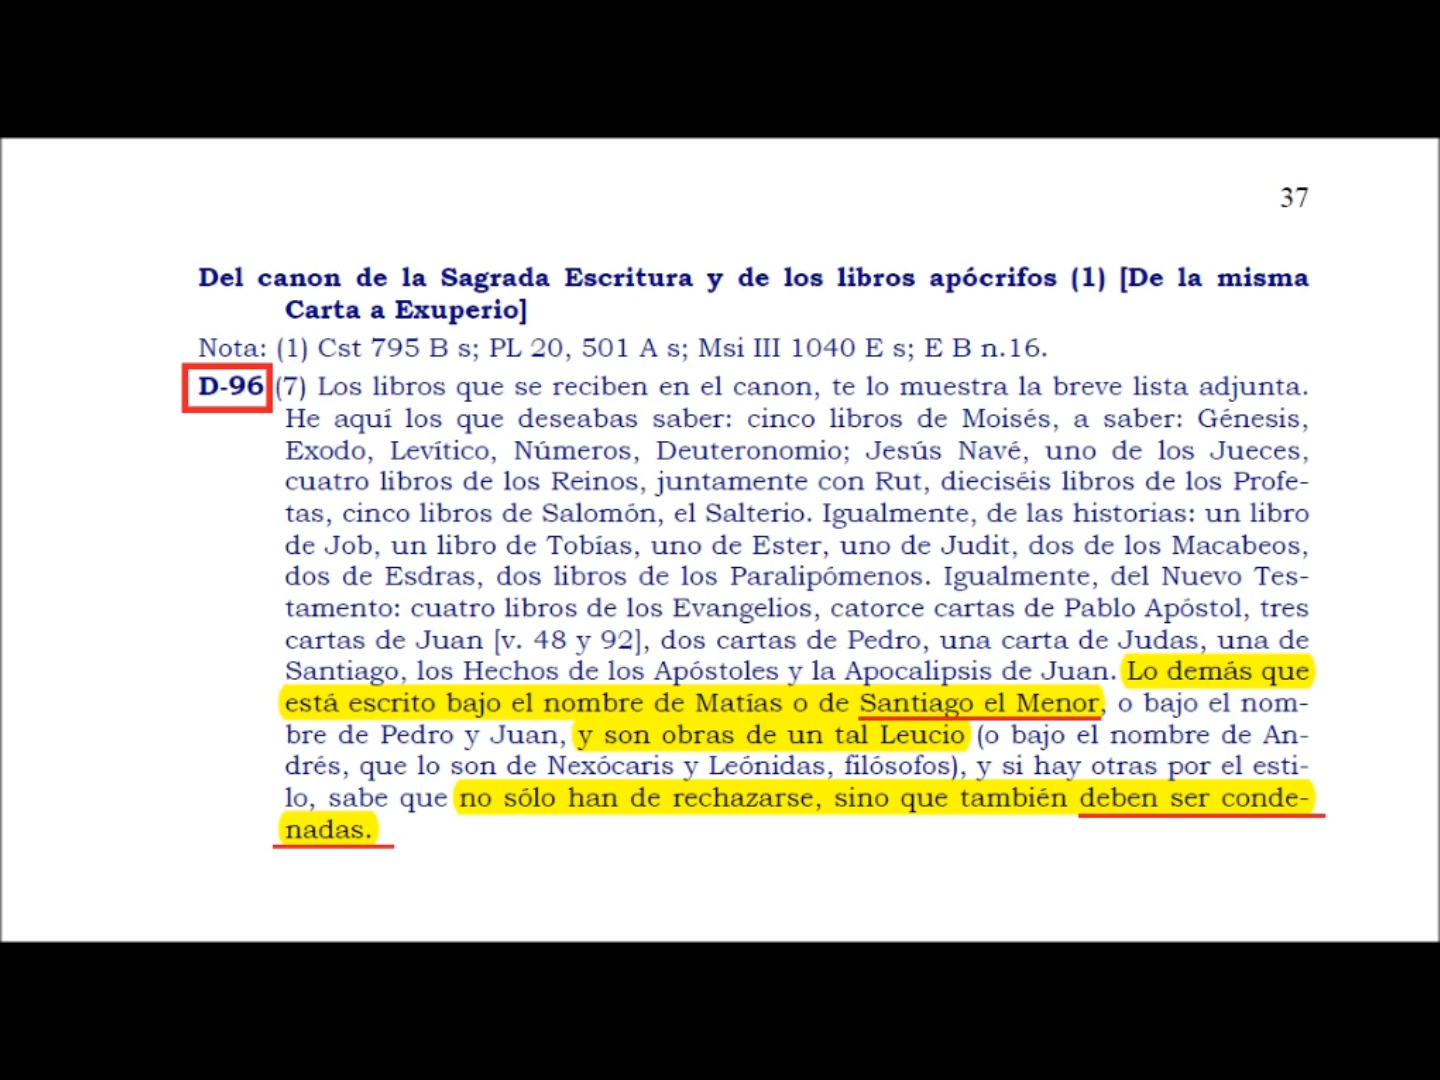 37
Del canon de la Sagrada Escritura y de los libros apócrifos (1) [De la misma
Carta a Exuperio]
Nota: (1) Cst 795 B s; PL 20, 501 A s; Msi III 1040 E s; E B n.16.
D-96 (7) Los libros que se reciben en el canon, te lo muestra la breve lista adjunta.
He aquí los que deseabas saber: cinco libros de Moisés, a saber: Génesis,
Exodo, Levítico, Números, Deuteronomio; Jesús Navé, uno de los Jueces,
cuatro libros de los Reinos, juntamente con Rut, dieciséis libros de los Profe-
tas, cinco libros de Salomón, el Salterio. Igualmente, de las historias: un libro
de Job, un libro de Tobías, uno de Ester, uno de Judit, dos de los Macabeos,
dos de Esdras, dos libros de los Paralipómenos. Igualmente, del Nuevo Tes-
tamento: cuatro libros de los Evangelios, catorce cartas de Pablo Apóstol, tres
cartas de Juan [v. 48 y 92], dos cartas de Pedro, una carta de Judas, una de
Santiago, los Hechos de los Apóstoles y la Apocalipsis de Juan. Lo demás que
está escrito bajo el nombre de Matías o de Santiago el Menor, o bajo el nom-
bre de Pedro y Juan, y son obras de un tal Leucio (o bajo el nombre de An-
drés, que lo son de Nexócaris y Leónidas, filósofos), y si hay otras por el esti-
lo, sabe que no sólo han de rechazarse, sino que también deben ser conde-
nadas.